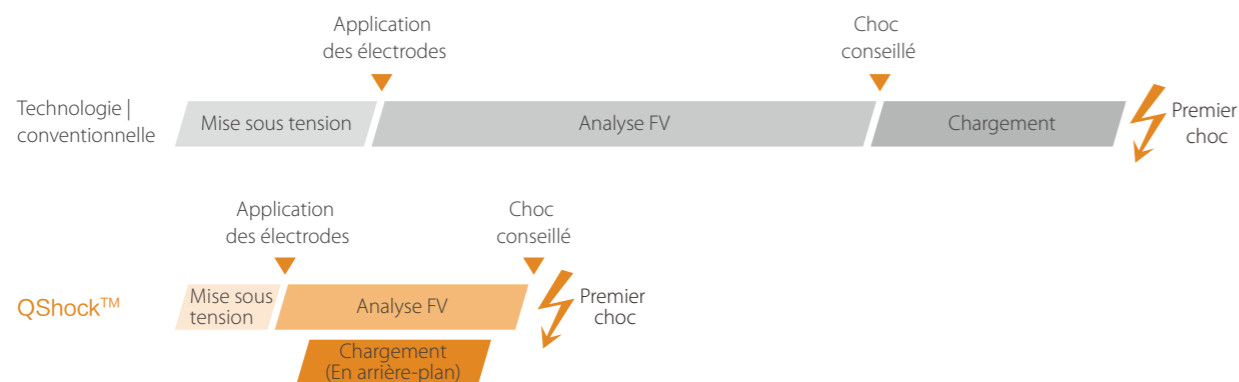 Application
des électrodes
Choc
conseillé
Technologie |
conventionnelle
Mise sous tension
Analyse FV
Chargement
Premier
choc
Application
des électrodes
Choc
conseillé
QShock™
Mise sous
tension
Analyse FV
Premier
choc
Chargement
(En arrière-plan)